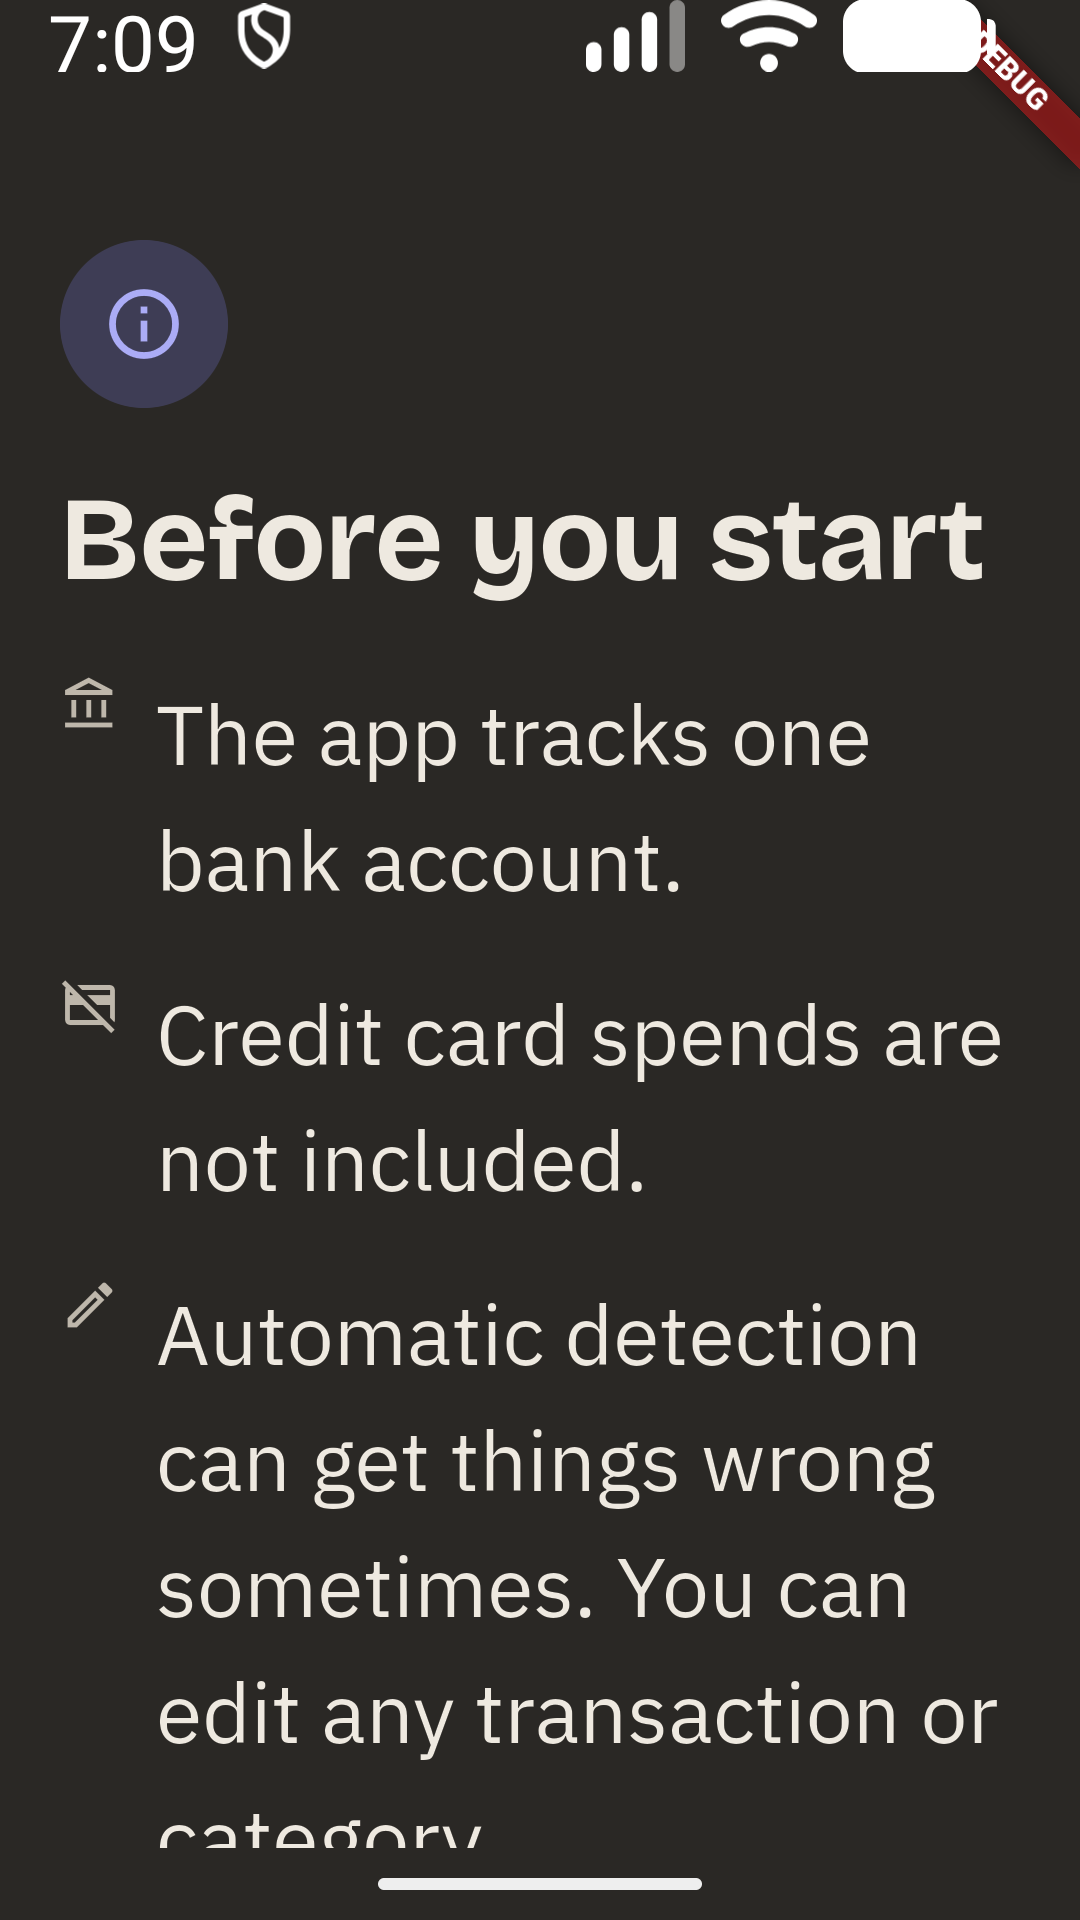 7:09
DEBUG
Before you start
The app tracks one
bank account.
Credit card spends are
not included.
Automatic detection
can get things wrong
sometimes. You can
edit any transaction or
category